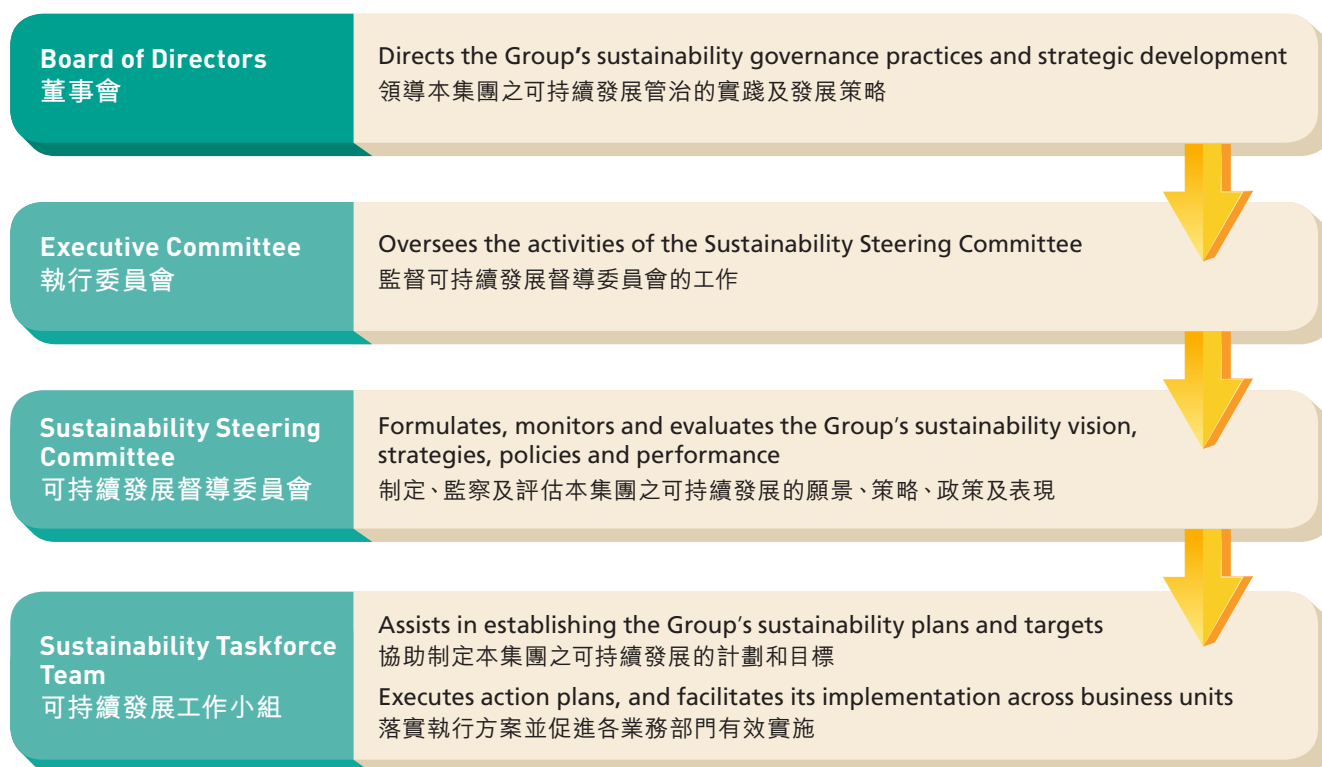 Board of Directors
董事會
Directs the Group's sustainability governance practices and strategic development
領導本集團之可持續發展管治的實踐及發展策略
Executive Committee
執行委員會
Oversees the activities of the Sustainability Steering Committee
監督可持續發展督導委員會的工作
Sustainability Steering
Committee
可持續發展督導委員會
Formulates, monitors and evaluates the Group's sustainability vision,
strategies, policies and performance
制定、監察及評估本集團之可持續發展的願景、策略、政策及表現
Sustainability Taskforce
Team
可持續發展工作小組
Assists in establishing the Group's sustainability plans and targets
協助制定本集團之可持續發展的計劃和目標
Executes action plans, and facilitates its implementation across business units
落實執行方案並促進各業務部門有效實施